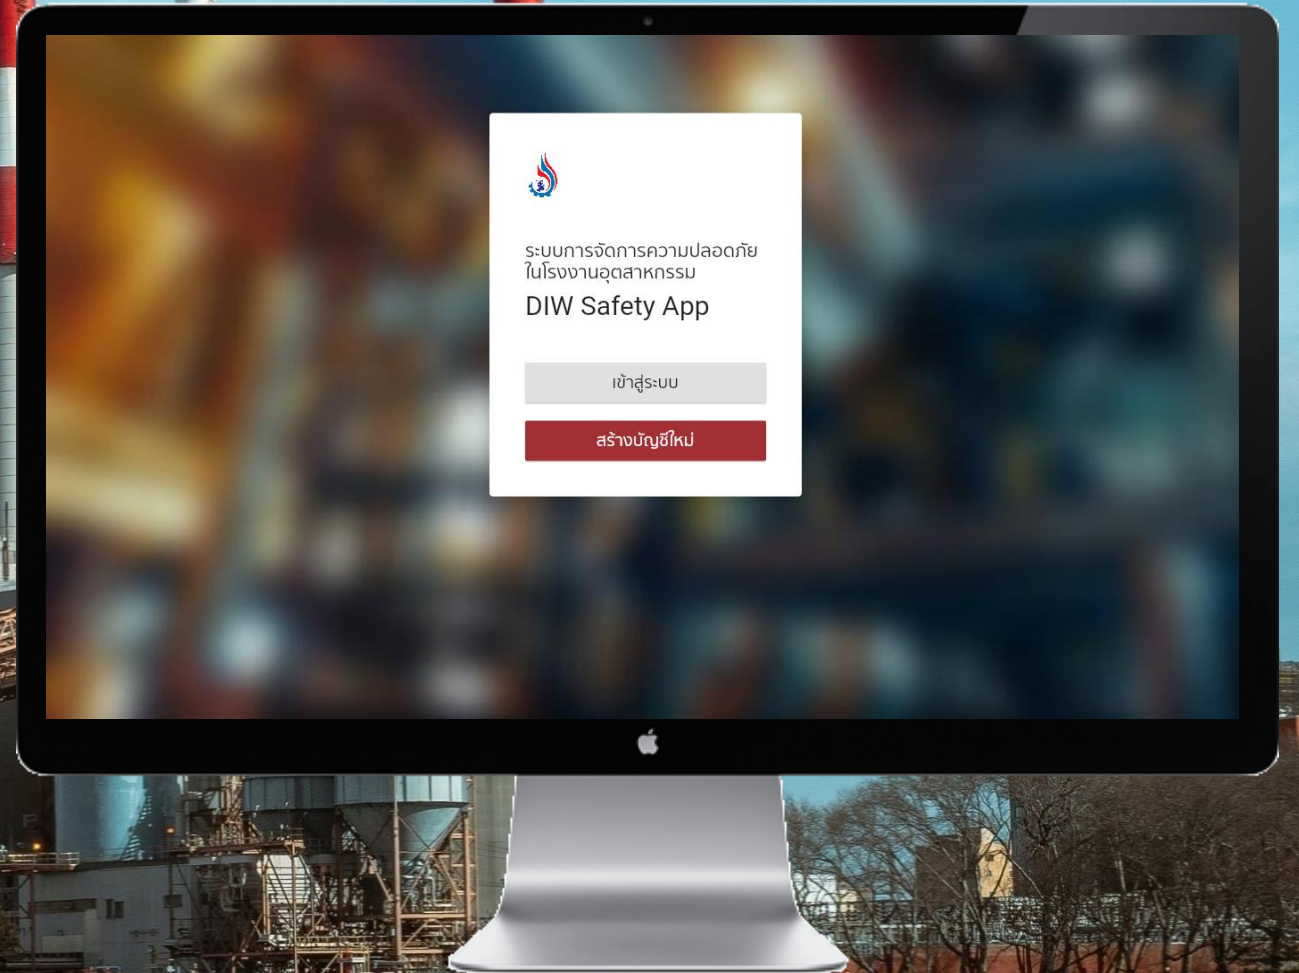 ระบบการจัดการความปลอดภัย
ในโรงงานอุตสาหกรรม
DIW Safety App
เข้าสู่ระบบ
สร้างบัญชีใหม่